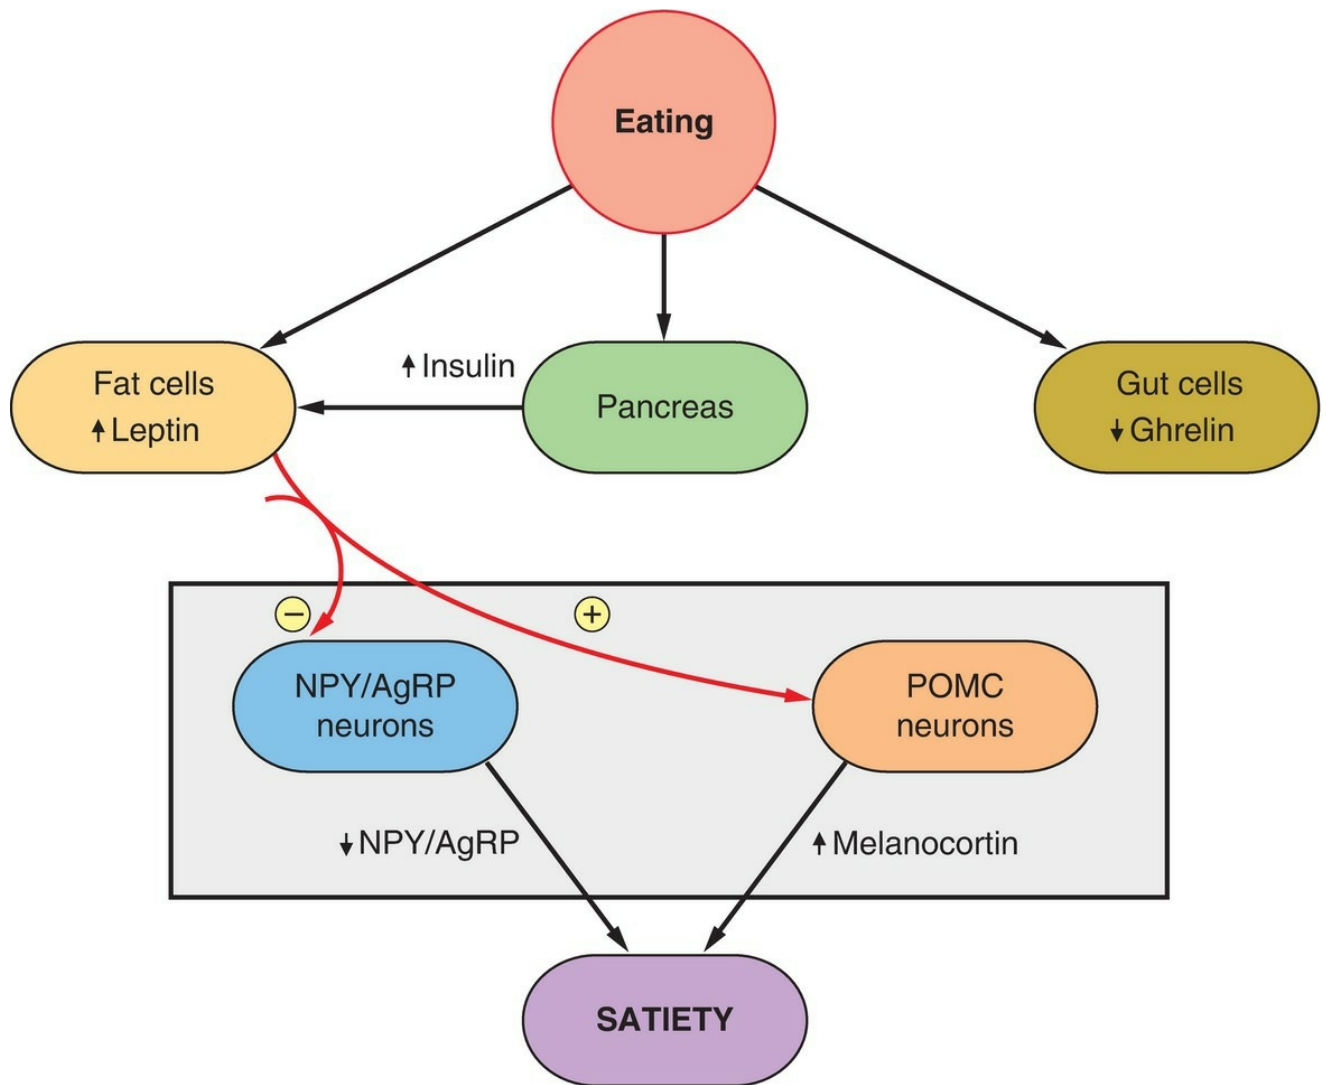 Eating
↑Insulin
Fat cells
↑Leptin
Pancreas
Gut cells
↓Ghrelin
−
+
NPY/AgRP
neurons
POMC
neurons
↓NPY/AgRP
↑Melanocortin
SATIETY